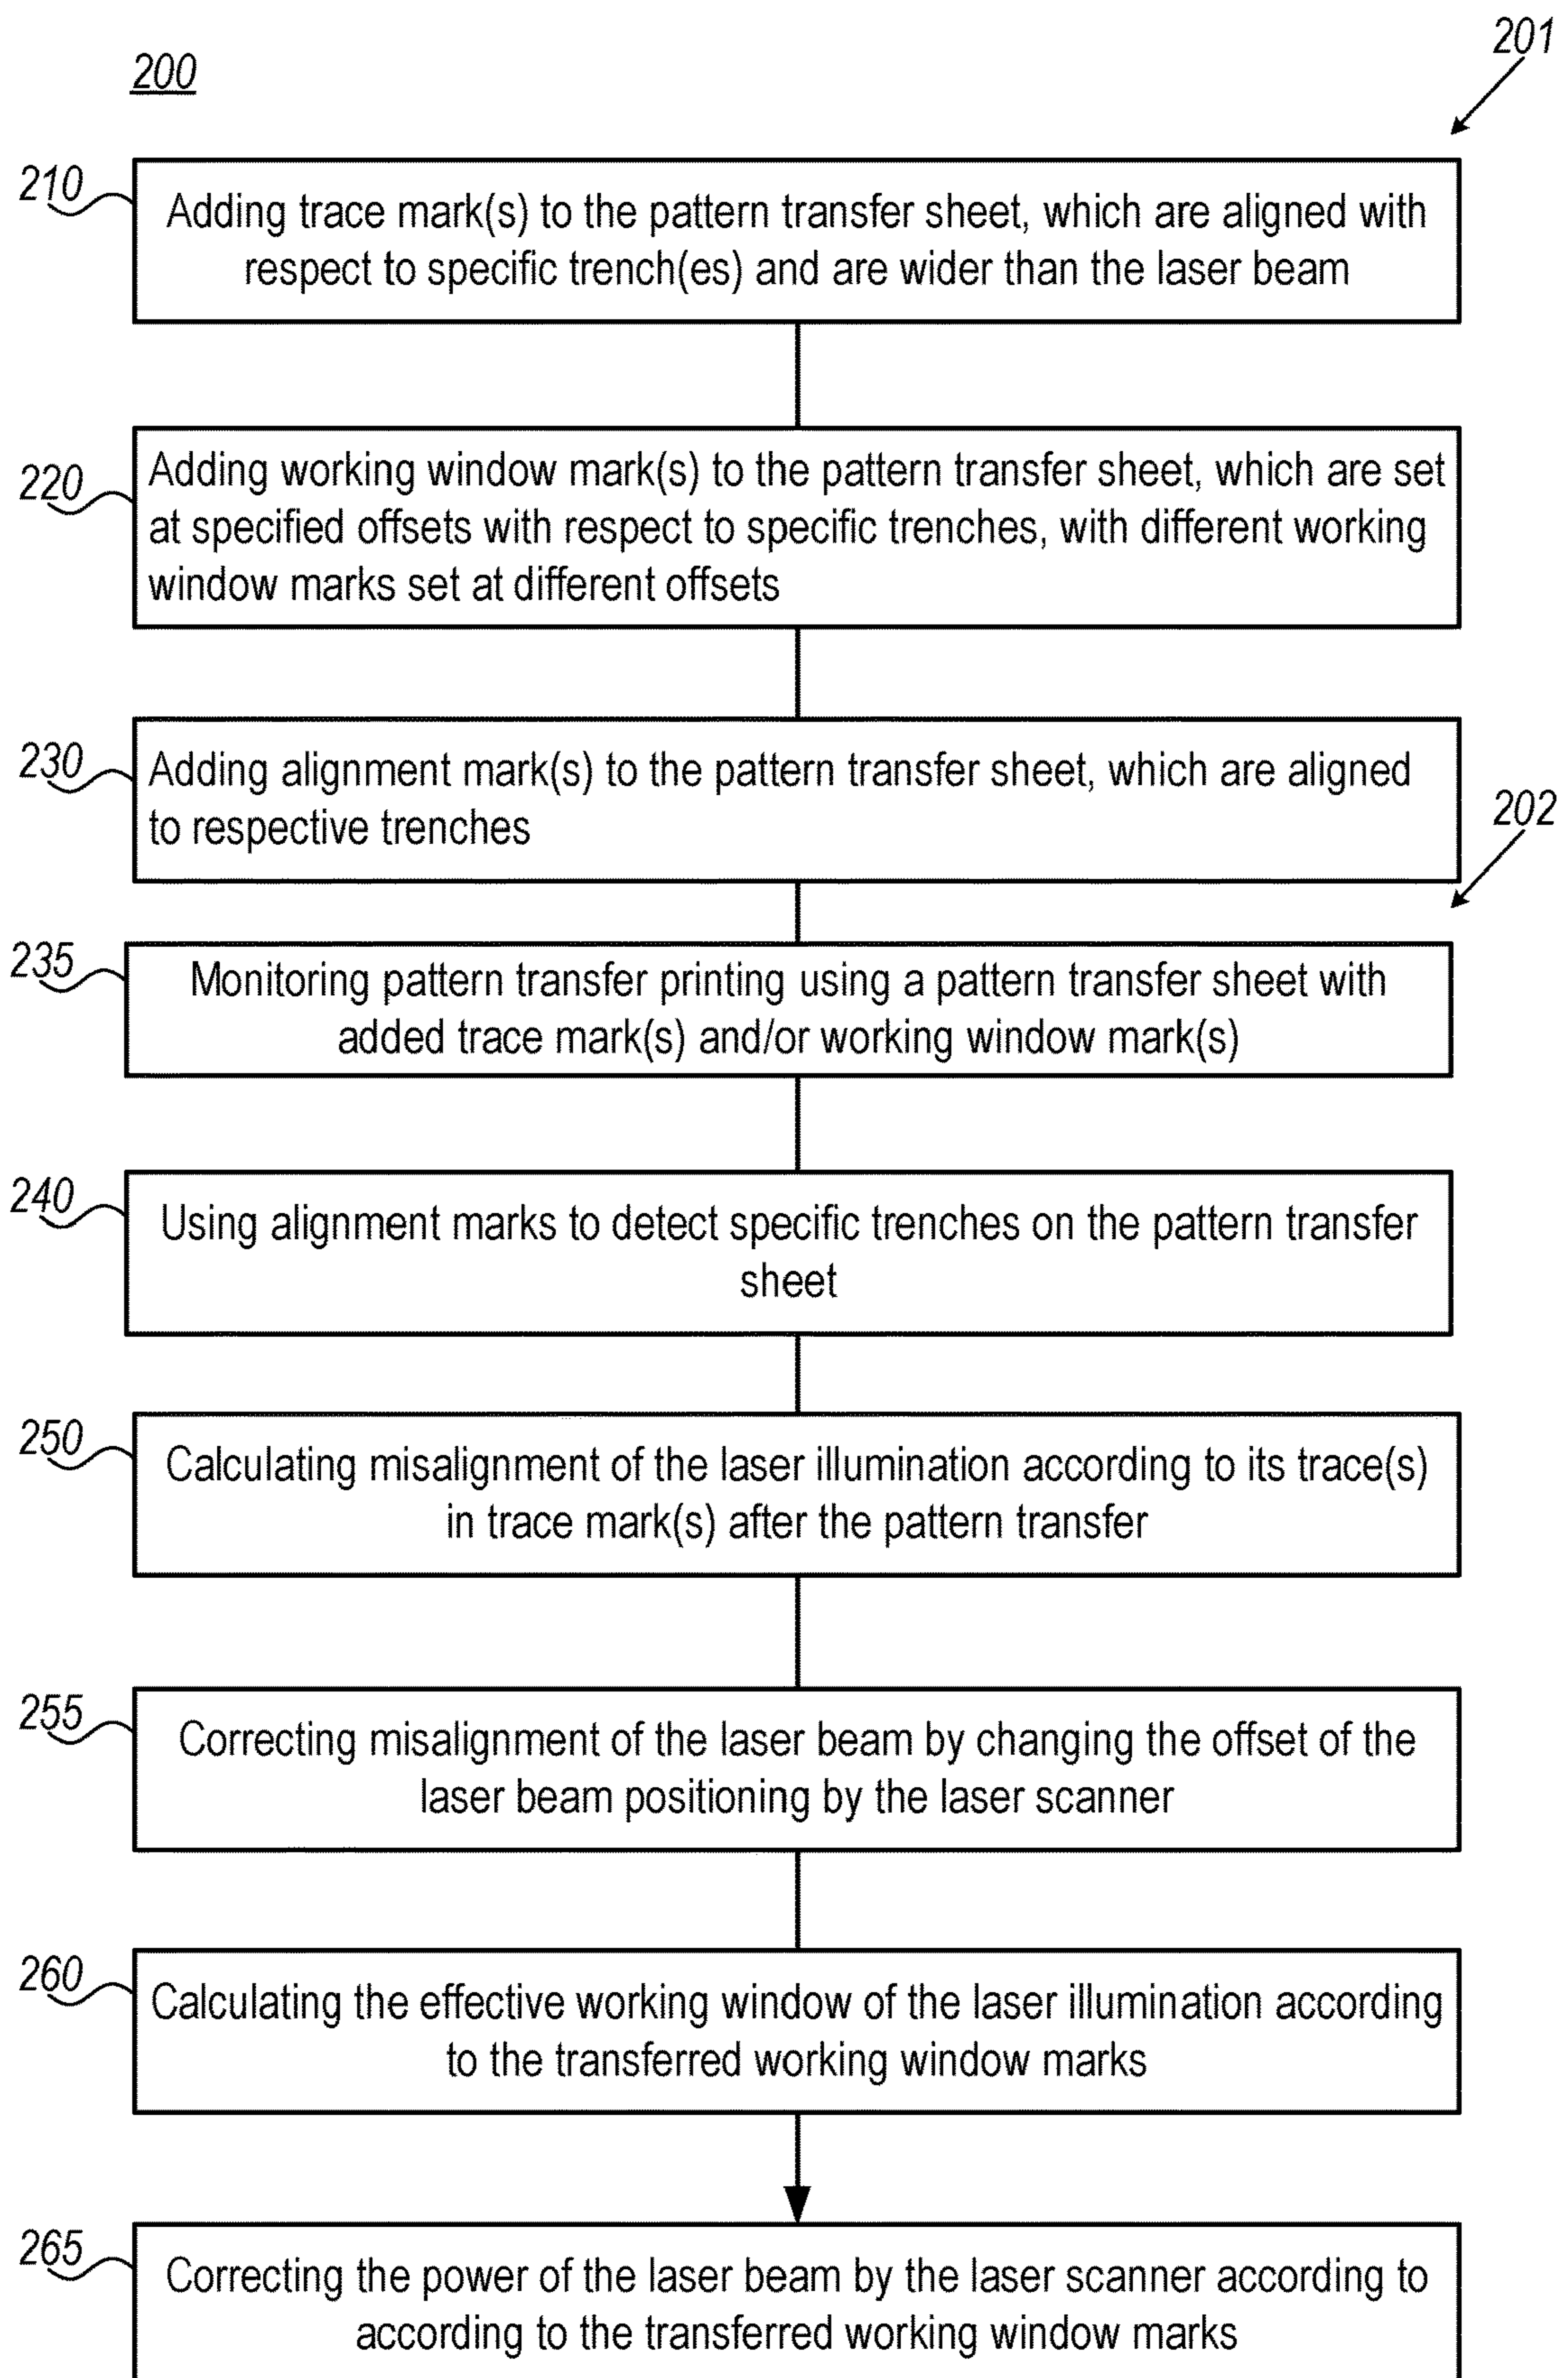 201
200
210
Adding trace mark(s) to the pattern transfer sheet, which are aligned with
respect to specific trench(es) and are wider than the laser beam
220
Adding working window mark(s) to the pattern transfer sheet, which are set
at specified offsets with respect to specific trenches, with different working
window marks set at different offsets
230
Adding alignment mark(s) to the pattern transfer sheet, which are aligned
to respective trenches
202
235
Monitoring pattern transfer printing using a pattern transfer sheet with
added trace mark(s) and/or working window mark(s)
240
Using alignment marks to detect specific trenches on the pattern transfer
sheet
250
Calculating misalignment of the laser illumination according to its trace(s)
in trace mark(s) after the pattern transfer
255
Correcting misalignment of the laser beam by changing the offset of the
laser beam positioning by the laser scanner
260
Calculating the effective working window of the laser illumination according
to the transferred working window marks
265
Correcting the power of the laser beam by the laser scanner according to
according to the transferred working window marks